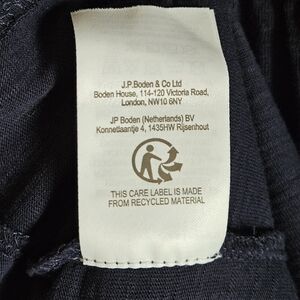 J.P.Boden & Co Ltd
Boden House, 114-120 Victoria Road,
London, NW10 6NY
JP Boden (Netherlands) BV
Konnetlaantje 4, 1435HW Rijsenhout
THIS CARE LABEL IS MADE
FROM RECYCLED MATERIAL